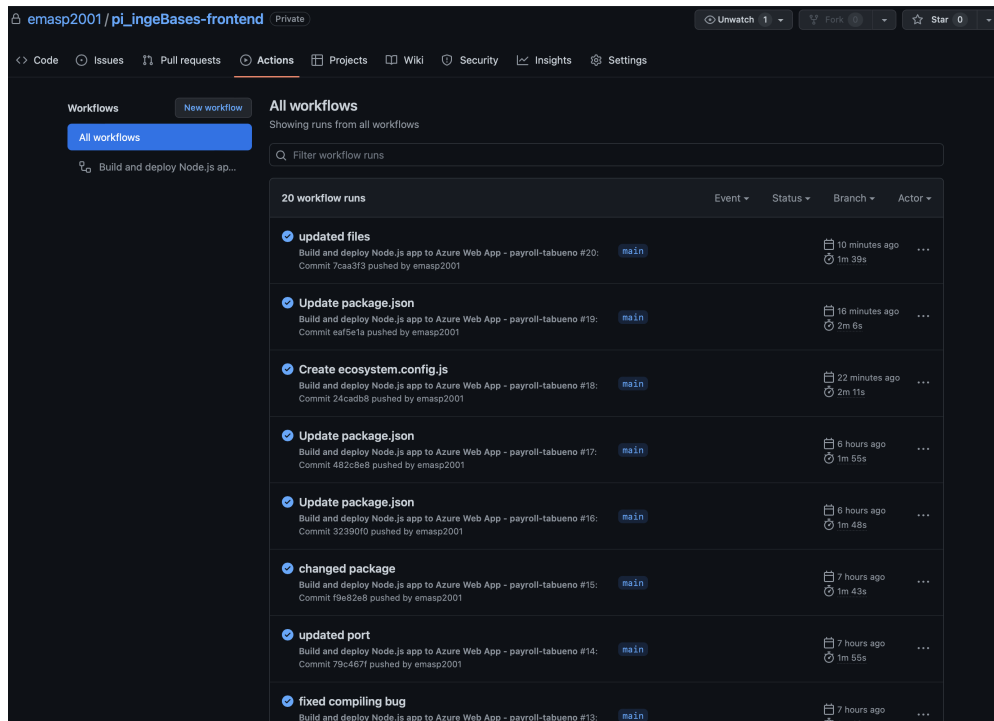 emasp2001 / pi_ingeBases-frontend Private
Unwatch 1 Fork 0 Star 0
Code Issues Pull requests Actions Projects Wiki Security Insights Settings
Workflows New workflow
All workflows
Build and deploy Node.js ap...
All workflows
Showing runs from all workflows
Filter workflow runs
20 workflow runs Event Status Branch Actor
updated files
Build and deploy Node.js app to Azure Web App - payroll-tabueno #20:
Commit 7caa3f3 pushed by emasp2001
main
10 minutes ago
1m 39s
Update package.json
Build and deploy Node.js app to Azure Web App - payroll-tabueno #19:
Commit eaf5e1a pushed by emasp2001
main
16 minutes ago
2m 6s
Create ecosystem.config.js
Build and deploy Node.js app to Azure Web App - payroll-tabueno #18:
Commit 24cadb8 pushed by emasp2001
main
22 minutes ago
2m 11s
Update package.json
Build and deploy Node.js app to Azure Web App - payroll-tabueno #17:
Commit 482c8e8 pushed by emasp2001
main
6 hours ago
1m 55s
Update package.json
Build and deploy Node.js app to Azure Web App - payroll-tabueno #16:
Commit 32390f0 pushed by emasp2001
main
6 hours ago
1m 48s
changed package
Build and deploy Node.js app to Azure Web App - payroll-tabueno #15:
Commit f9e82e8 pushed by emasp2001
main
7 hours ago
1m 43s
updated port
Build and deploy Node.js app to Azure Web App - payroll-tabueno #14:
Commit 79c467f pushed by emasp2001
main
7 hours ago
1m 55s
fixed compiling bug
Build and deploy Node.js app to Azure Web App - payroll-tabueno #13:
main
7 hours ago